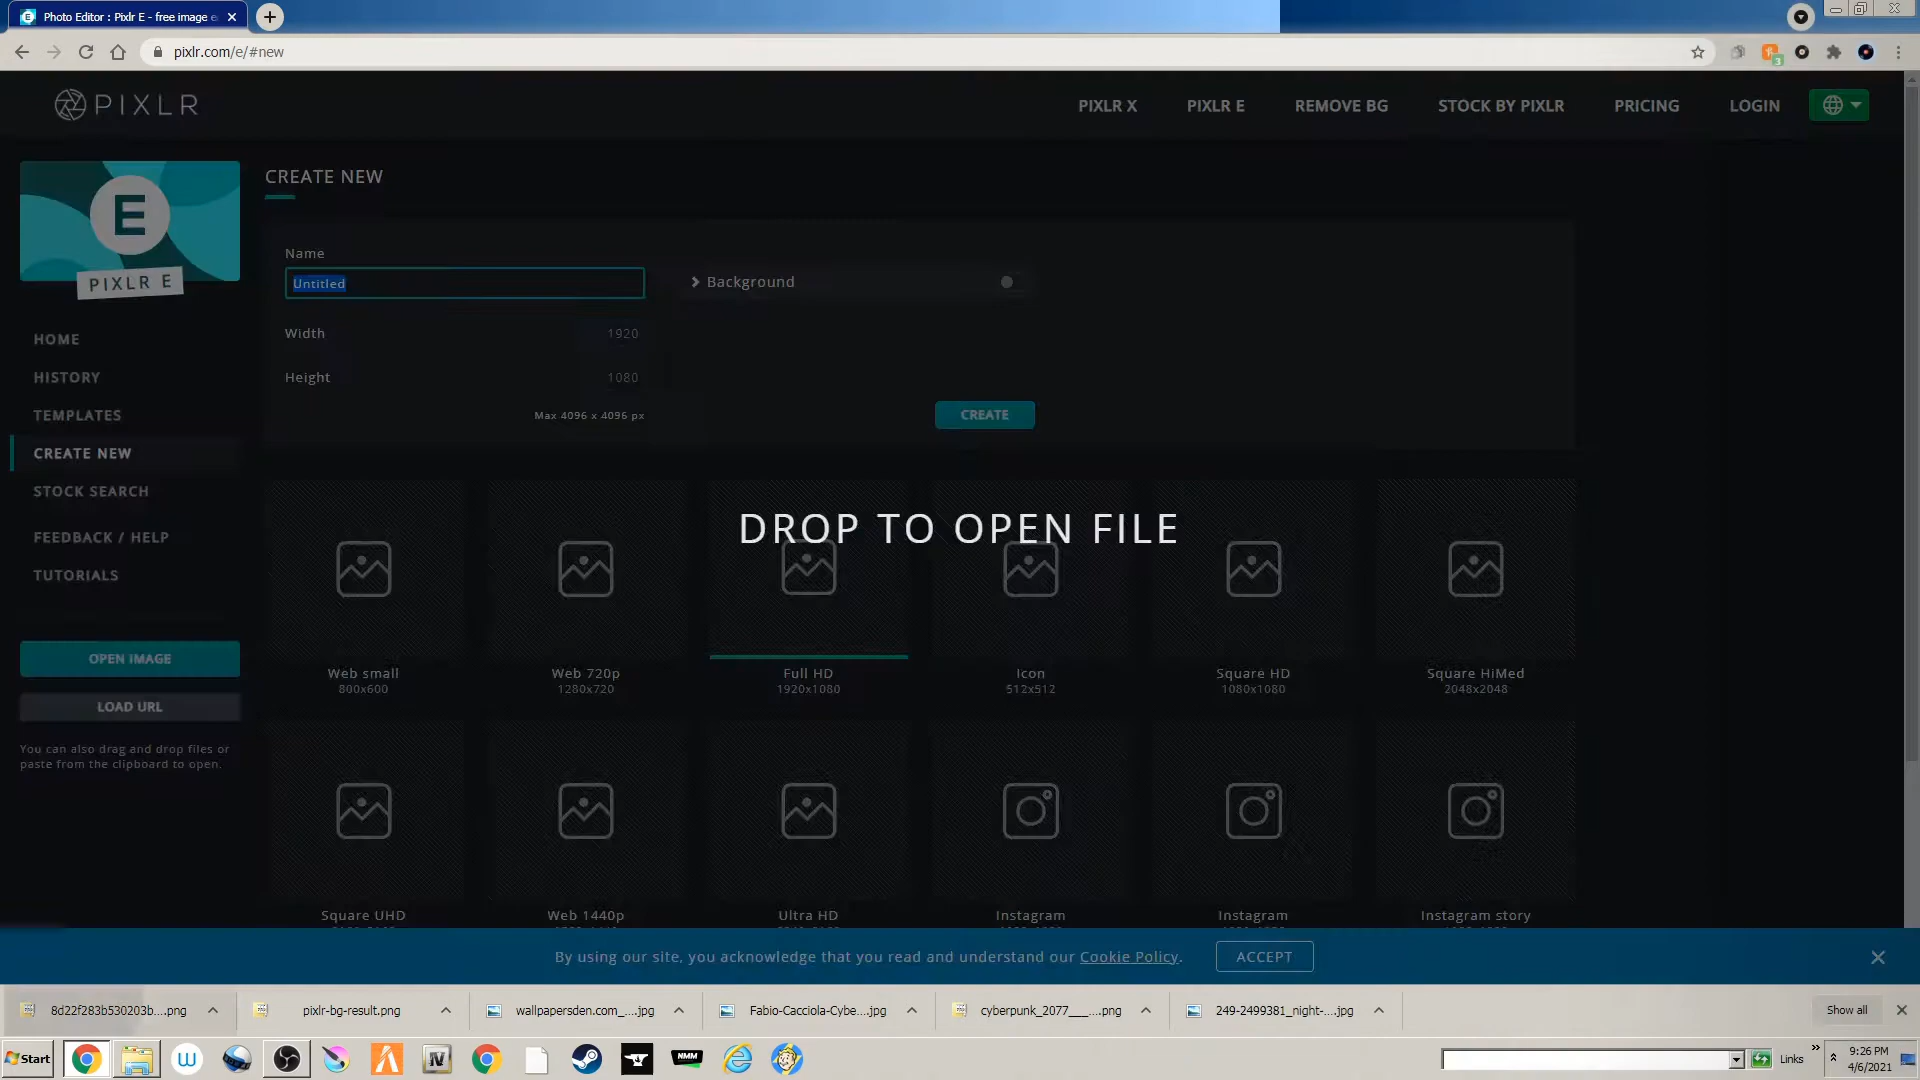 Photo Editor : Pixlr E - free image e
pixlr.com/e/#new
PIXLR
PIXLR X
PIXLR E
REMOVE BG
STOCK BY PIXLR
PRICING
LOGIN
E
PIXLR E
HOME
HISTORY
TEMPLATES
CREATE NEW
STOCK SEARCH
FEEDBACK / HELP
TUTORIALS
OPEN IMAGE
LOAD URL
You can also drag and drop files or
paste from the clipboard to open.
CREATE NEW
Name
Untitled
Background
Width 1920
Height 1080
Max 4096 x 4096 px
CREATE
DROP TO OPEN FILE
Web small
800x600
Web 720p
1280x720
Full HD
1920x1080
Icon
512x512
Square HD
1080x1080
Square HiMed
2048x2048
Square UHD
Web 1440p
Ultra HD
Instagram
Instagram
Instagram story
By using our site, you acknowledge that you read and understand our Cookie Policy.
ACCEPT
8d22f283b530203b....png
pixlr-bg-result.png
wallpapersden.com_....jpg
Fabio-Cacciola-Cybe....jpg
cyberpunk_2077___....png
249-2499381_night-....jpg
Show all
Start
NMM
Links
9:26 PM
4/6/2021